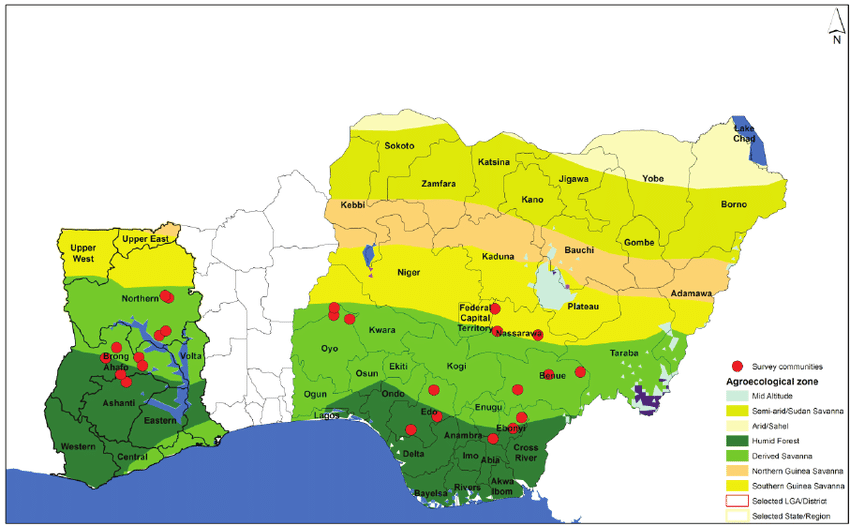 N
Lake
Chad
Sokoto
Katsina
Jigawa
Yobe
Zamfara
Kano
Borno
Kebbi
Gombe
Bauchi
Upper East
Upper
West
Niger
Kaduna
Adamawa
Northern
Federal
Capital
Territory
Plateau
Nassarawa
Kwara
Oyo
Taraba
Brong
Ahafo
Volta
Osun
Ekiti
Kogi
Benue
Ogun
Ondo
Ashanti
Lagos
Edo
Enugu
Eastern
Anambra
Ebonyi
Western
Central
Delta
Imo
Abia
Cross
River
Bayelsa
Rivers
Akwa
Ibom
Survey communities
Agroecological zone
Mid Altitude
Semi-arid/Sudan Savanna
Arid/Sahel
Humid Forest
Derived Savanna
Northern Guinea Savanna
Southern Guinea Savanna
Selected LGA/District
Selected State/Region